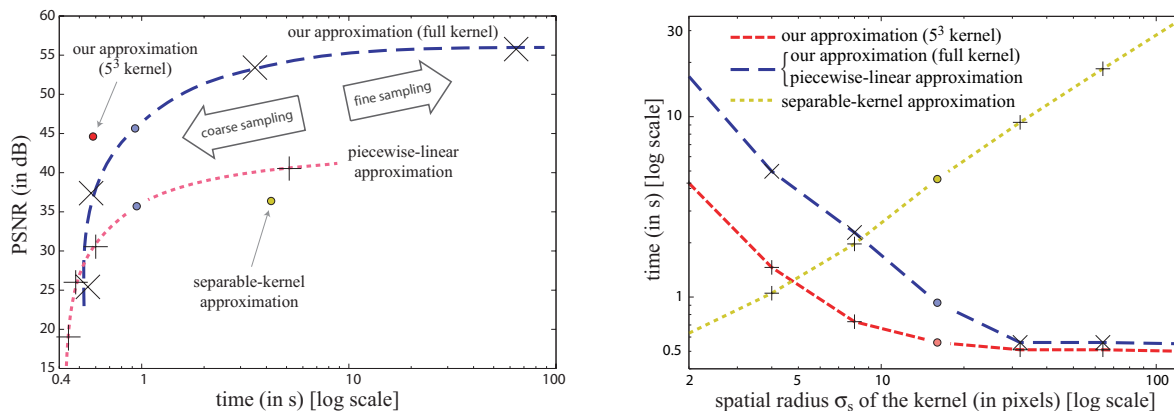 60
55
50
45
40
35
30
25
20
15
PSNR (in dB)
our approximation
(5³ kernel)
our approximation (full kernel)
fine sampling
coarse sampling
piecewise-linear
approximation
separable-kernel
approximation
0.4
1
10
100
time (in s) [log scale]
30
10
5
1
0.5
time (in s) [log scale]
our approximation (5³ kernel)
our approximation (full kernel)
piecewise-linear approximation
separable-kernel approximation
2
5
10
50
100
spatial radius σs of the kernel (in pixels) [log scale]